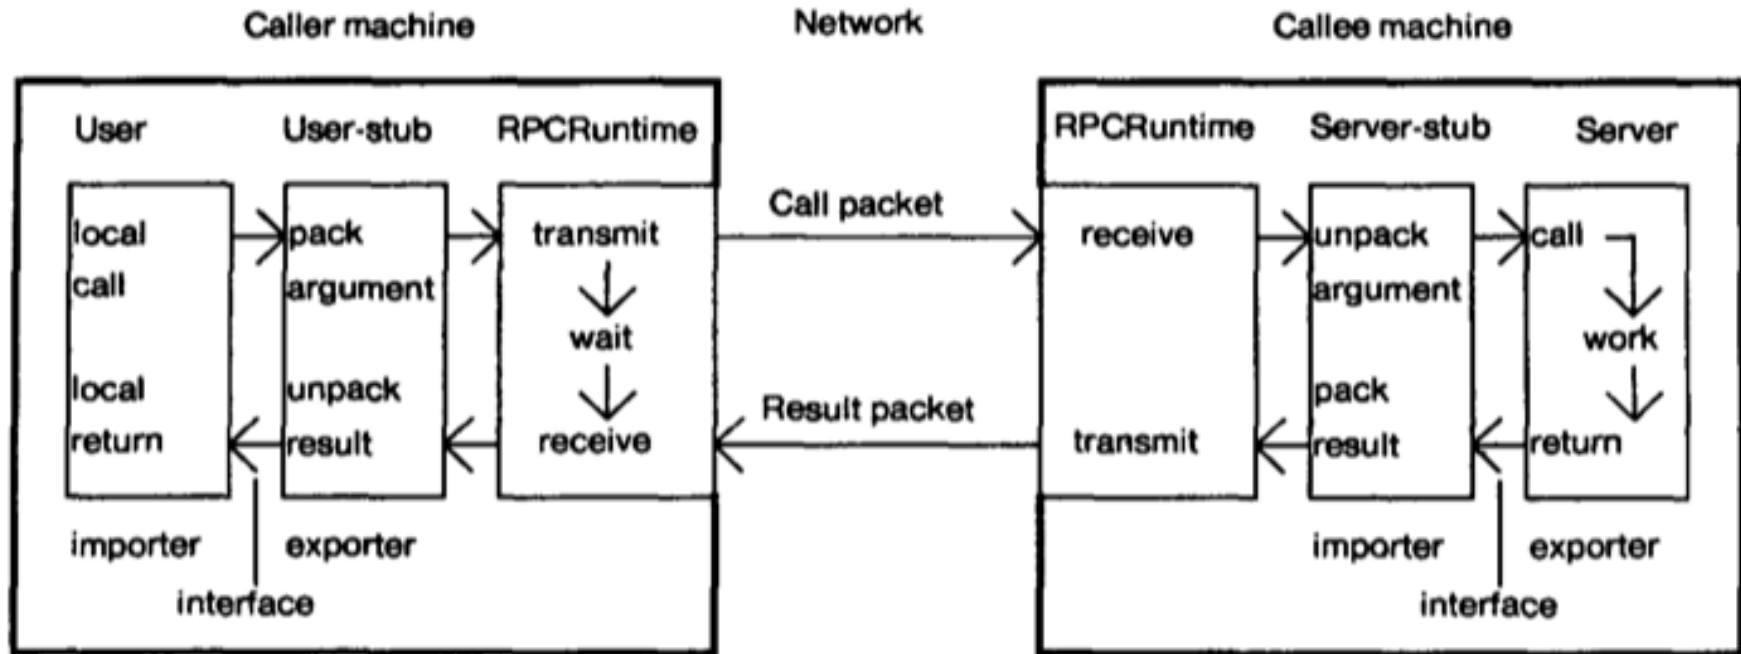 Caller machine Network Callee machine
User User-stub RPCRuntime RPCRuntime Server-stub Server
local pack transmit Call packet receive unpack call
call argument argument
wait work
local unpack pack
return result receive Result packet transmit result return
importer exporter importer exporter
interface interface